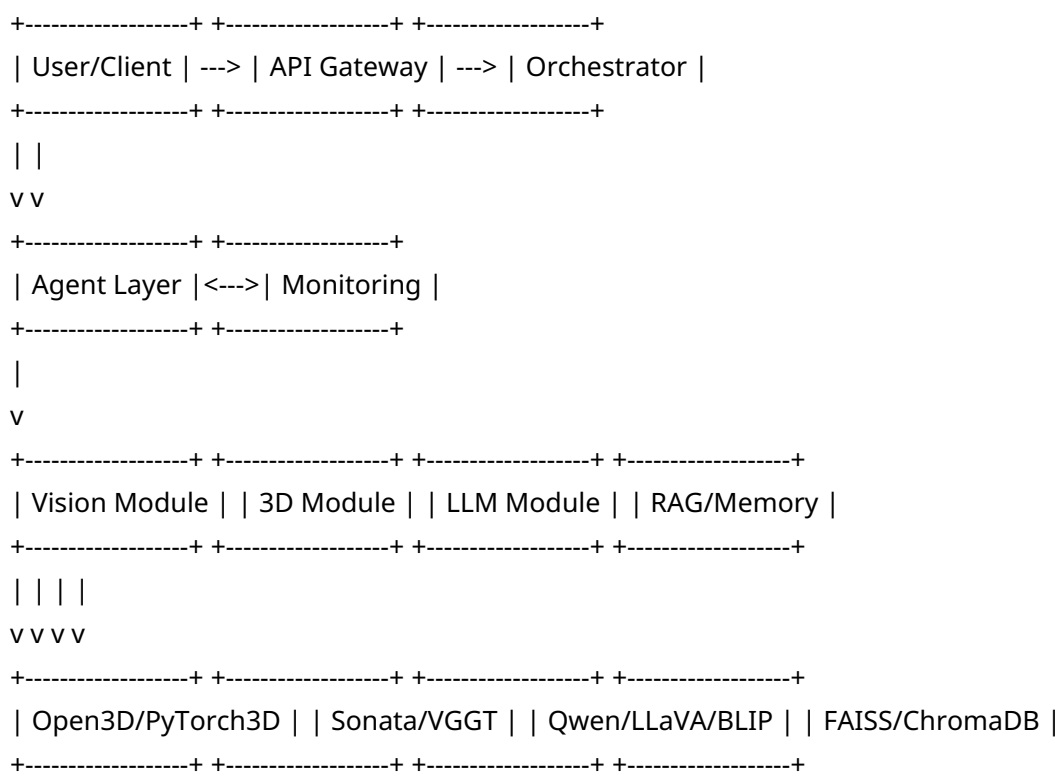 +-------------------+ +-------------------+ +-------------------+
| User/Client | ---> | API Gateway | ---> | Orchestrator |
+-------------------+ +-------------------+ +-------------------+
| |
v v
+-------------------+ +-------------------+
| Agent Layer |<--->| Monitoring |
+-------------------+ +-------------------+
|
v
+-------------------+ +-------------------+ +-------------------+ +-------------------+
| Vision Module | | 3D Module | | LLM Module | | RAG/Memory |
+-------------------+ +-------------------+ +-------------------+ +-------------------+
| | | |
v v v v
+-------------------+ +-------------------+ +-------------------+ +-------------------+
| Open3D/PyTorch3D | | Sonata/VGGT | | Qwen/LLaVA/BLIP | | FAISS/ChromaDB |
+-------------------+ +-------------------+ +-------------------+ +-------------------+